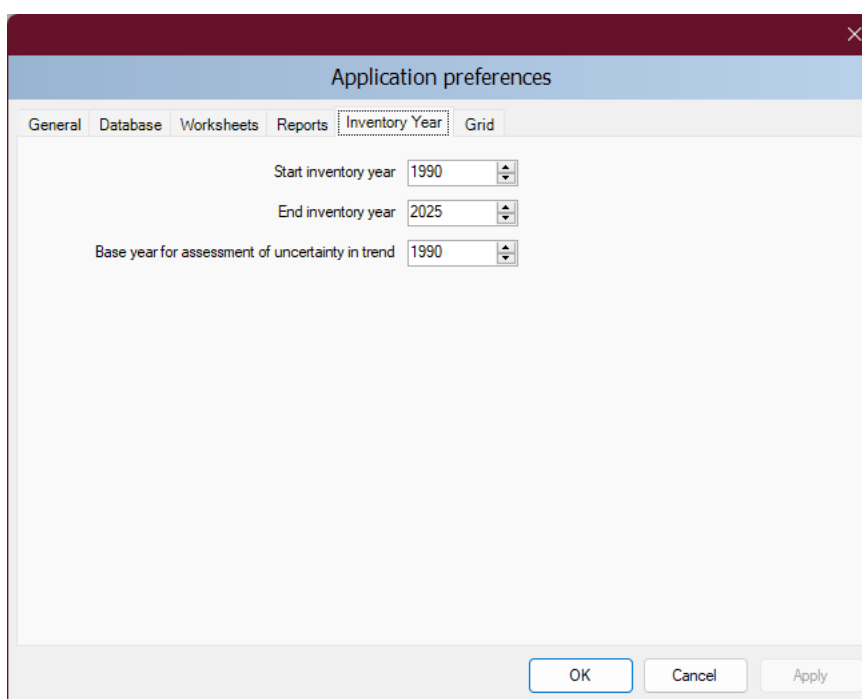 Application preferences
General Database Worksheets Reports Inventory Year Grid
Start inventory year 1990
End inventory year 2025
Base year for assessment of uncertainty in trend 1990
OK Cancel Apply